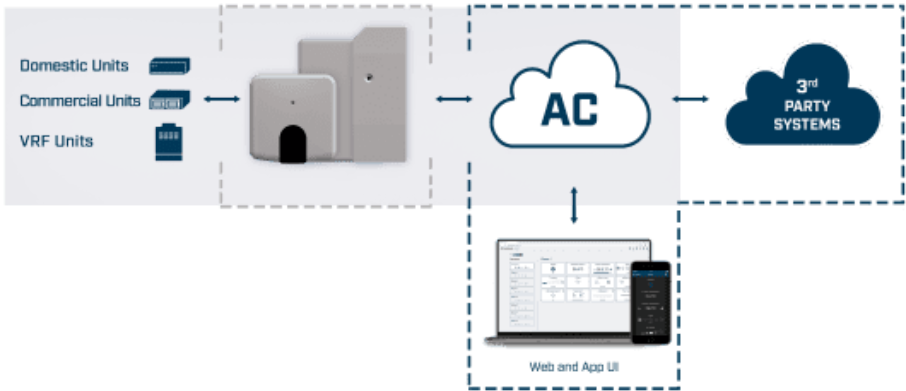 Domestic Units
Commercial Units
VRF Units
AC
3rd
PARTY
SYSTEMS
Web and App UI